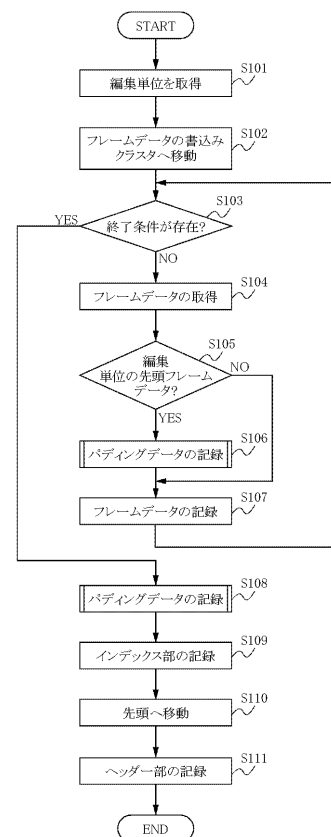 START
S101
編集単位を取得
S102
フレームデータの書込み
クラスタへ移動
S103
YES
終了条件が存在?
NO
S104
フレームデータの取得
S105
編集
単位の先頭フレーム
データ?
NO
YES
S106
パディングデータの記録
S107
フレームデータの記録
S108
パディングデータの記録
S109
インデックス部の記録
S110
先頭へ移動
S111
ヘッダー部の記録
END